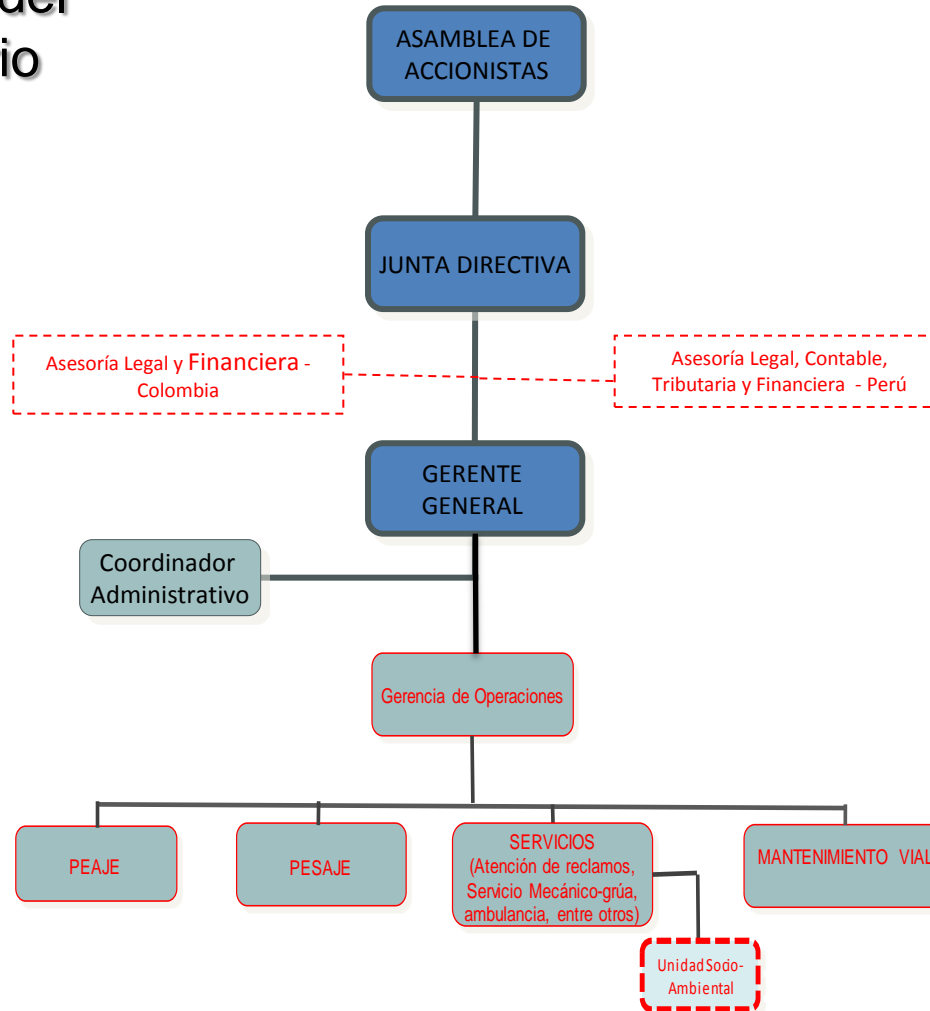 del
rio
ASAMBLEA DE
ACCIONISTAS
JUNTA DIRECTIVA
Asesoría Legal y Financiera -
Colombia
Asesoría Legal, Contable,
Tributaria y Financiera - Perú
GERENTE
GENERAL
Coordinador
Administrativo
Gerencia de Operaciones
PEAJE
PESAJE
SERVICIOS
(Atención de reclamos,
Servicio Mecánico-grúa,
ambulancia, entre otros)
MANTENIMIENTO VIAL
Unidad Socio-
Ambiental